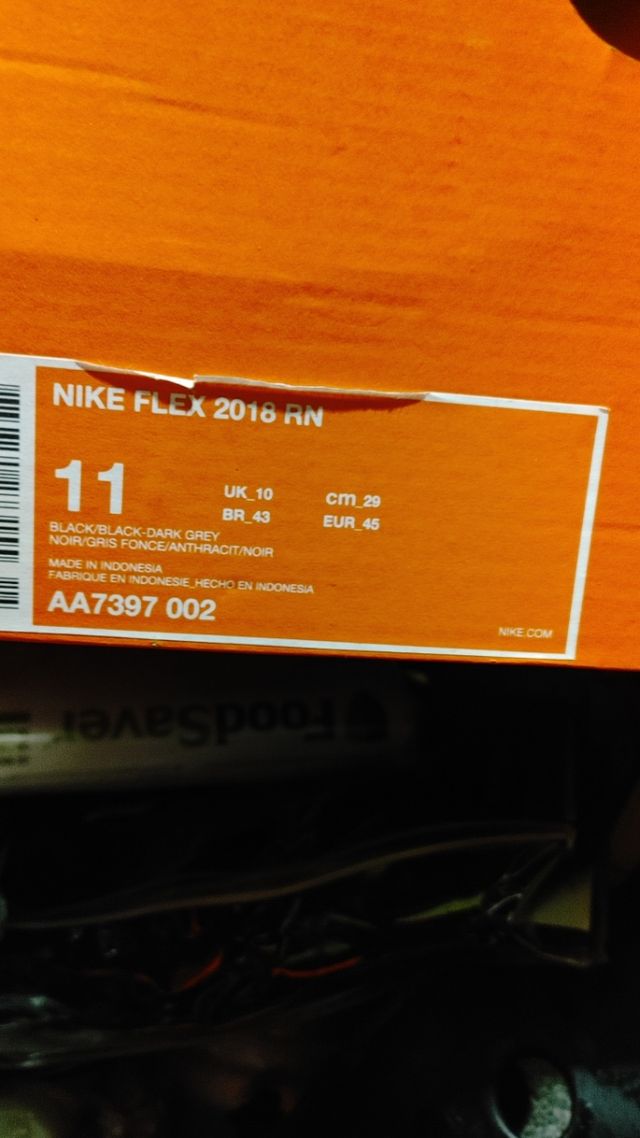 NIKE FLEX 2018 RN
11
UK_10 cm_29
BR_43 EUR_45
BLACK/BLACK-DARK GREY
NOIR/GRIS FONCE/ANTHRACIT/NOIR
MADE IN INDONESIA
FABRIQUE EN INDONESIE_HECHO EN INDONESIA
AA7397 002
NIKE.COM
FoodSaver